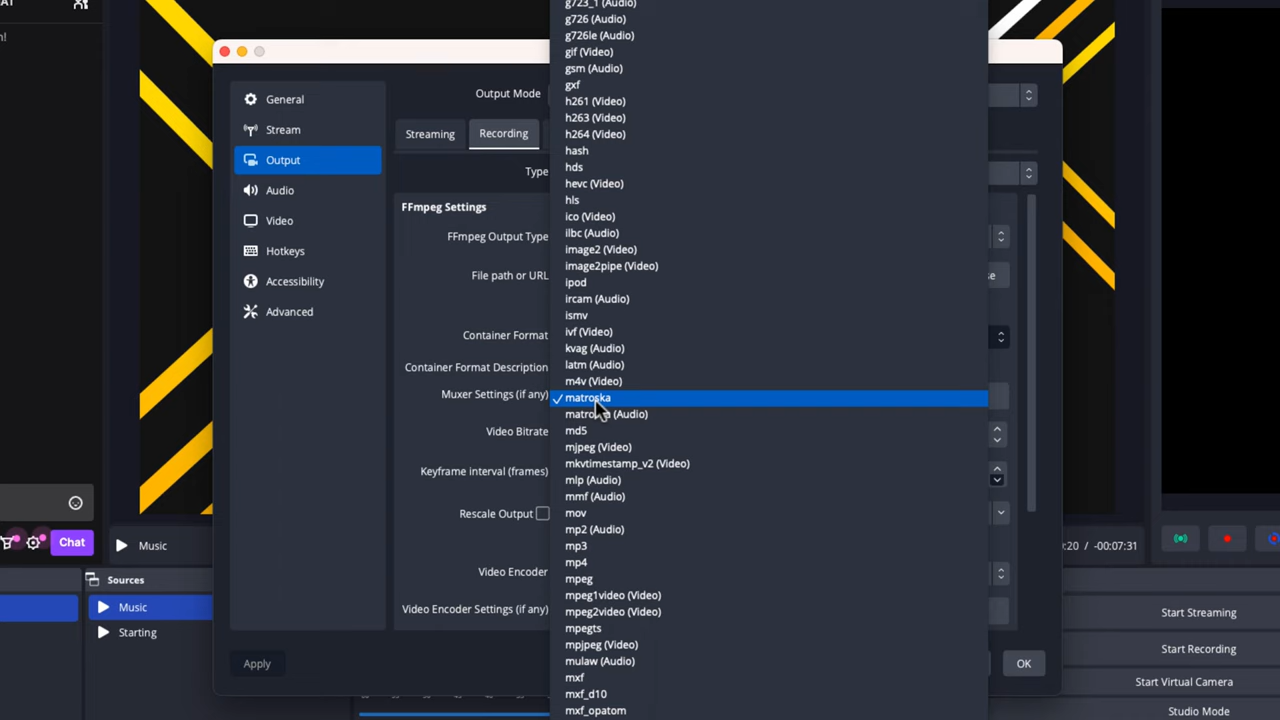 n!
Chat
Music
Sources
Music
Starting
General
Stream
Output
Audio
Video
Hotkeys
Accessibility
Advanced
Apply
Output Mode
Streaming
Recording
Type
FFmpeg Settings
FFmpeg Output Type
File path or URL
Container Format
Container Format Description
Muxer Settings (if any)
Video Bitrate
Keyframe interval (frames)
Rescale Output
Video Encoder
Video Encoder Settings (if any)
g723_1 (Audio)
g726 (Audio)
g726le (Audio)
gif (Video)
gsm (Audio)
gxf
h261 (Video)
h263 (Video)
h264 (Video)
hash
hds
hevc (Video)
hls
ico (Video)
ilbc (Audio)
image2 (Video)
image2pipe (Video)
ipod
ircam (Audio)
ismv
ivf (Video)
kvag (Audio)
latm (Audio)
m4v (Video)
matroska
(Audio)
md5
mjpeg (Video)
mkvtimestamp_v2 (Video)
mlp (Audio)
mmf (Audio)
mov
mp2 (Audio)
mp3
mp4
mpeg
mpeg1video (Video)
mpeg2video (Video)
mpegts
mpjpeg (Video)
mulaw (Audio)
mxf
mxf_d10
mxf_opatom
se
OK
:20 / -00:07:31
Start Streaming
Start Recording
Start Virtual Camera
Studio Mode